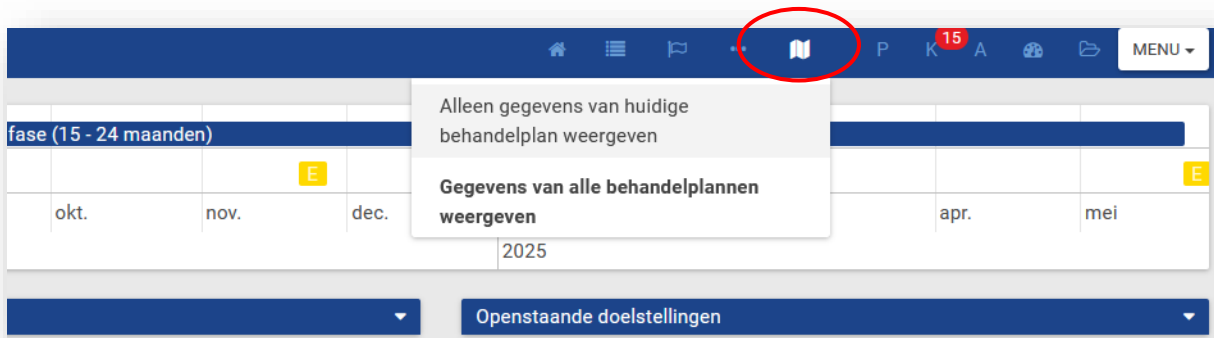 P K 15 A MENU
Alleen gegevens van huidige
behandelplan weergeven
fase (15 - 24 maanden)
E E
Gegevens van alle behandelplannen
weergeven
okt. nov. dec. apr. mei
2025
Openstaande doelstellingen